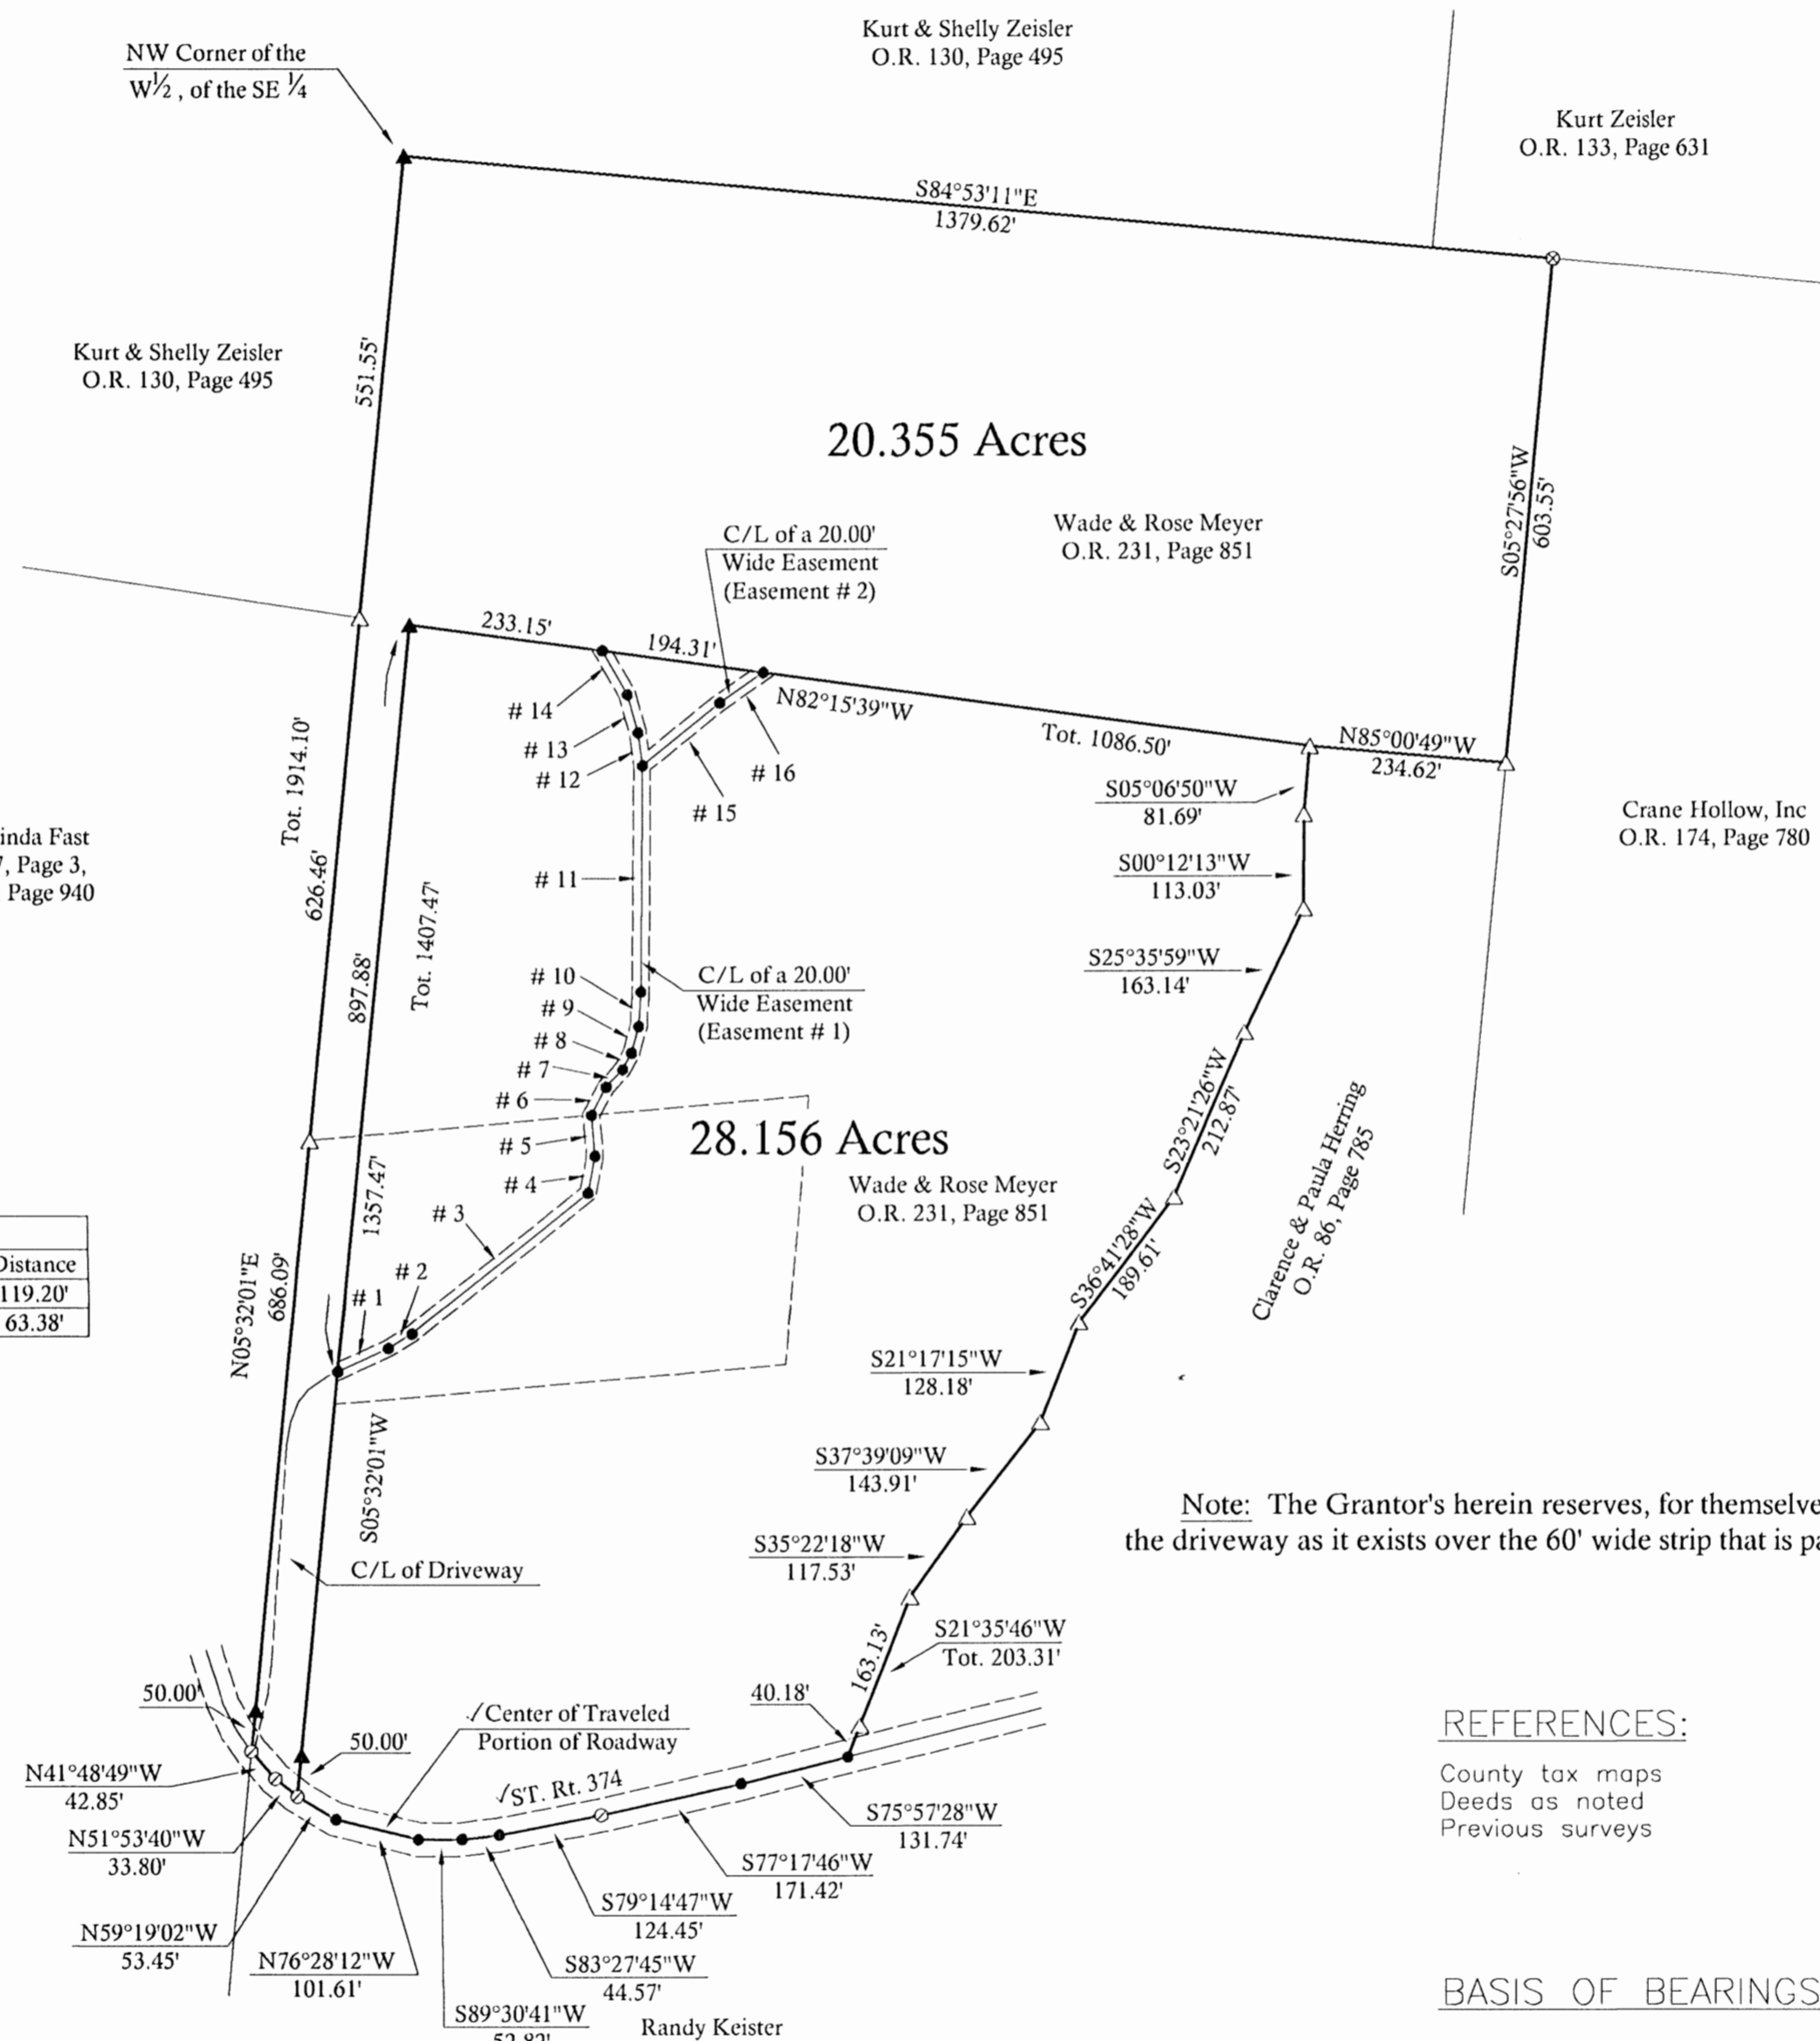 Kurt & Shelly Zeisler
O.R. 130, Page 495
NW Corner of the
W½ , of the SE ¼
Kurt Zeisler
O.R. 133, Page 631
S84°53'11"E
1379.62'
Kurt & Shelly Zeisler
O.R. 130, Page 495
551.55'
20.355 Acres
S05°27'56"W
603.55'
Wade & Rose Meyer
O.R. 231, Page 851
C/L of a 20.00'
Wide Easement
(Easement # 2)
233.15'
194.31'
N82°15'39"W
Tot. 1086.50'
N85°00'49"W
234.62'
# 14
# 13
# 12
# 16
# 15
S05°06'50"W
81.69'
Crane Hollow, Inc
O.R. 174, Page 780
Tot. 1914.10'
626.46'
inda Fast
, Page 3,
Page 940
S00°12'13"W
113.03'
# 11
897.88'
Tot. 1407.47'
S25°35'59"W
163.14'
C/L of a 20.00'
Wide Easement
(Easement # 1)
# 10
# 9
# 8
# 7
# 6
# 5
# 4
# 3
# 2
# 1
28.156 Acres
Wade & Rose Meyer
O.R. 231, Page 851
S23°21'26"W
212.87'
Clarence & Paula Herring
O.R. 86, Page 785
1357.47'
S36°41'28"W
189.61'
Distance
119.20'
63.38'
N05°32'01"E
686.09'
S21°17'15"W
128.18'
S05°32'01"W
S37°39'09"W
143.91'
Note: The Grantor's herein reserves, for themselve
the driveway as it exists over the 60' wide strip that is pa
S35°22'18"W
117.53'
C/L of Driveway
163.13'
S21°35'46"W
Tot. 203.31'
50.00'
40.18'
Center of Traveled
Portion of Roadway
50.00'
ST. Rt. 374
REFERENCES:
County tax maps
Deeds as noted
Previous surveys
N41°48'49"W
42.85'
N51°53'40"W
33.80'
S75°57'28"W
131.74'
S77°17'46"W
171.42'
S79°14'47"W
124.45'
N59°19'02"W
53.45'
N76°28'12"W
101.61'
S83°27'45"W
44.57'
S89°30'41"W
Randy Keister
BASIS OF BEARINGS